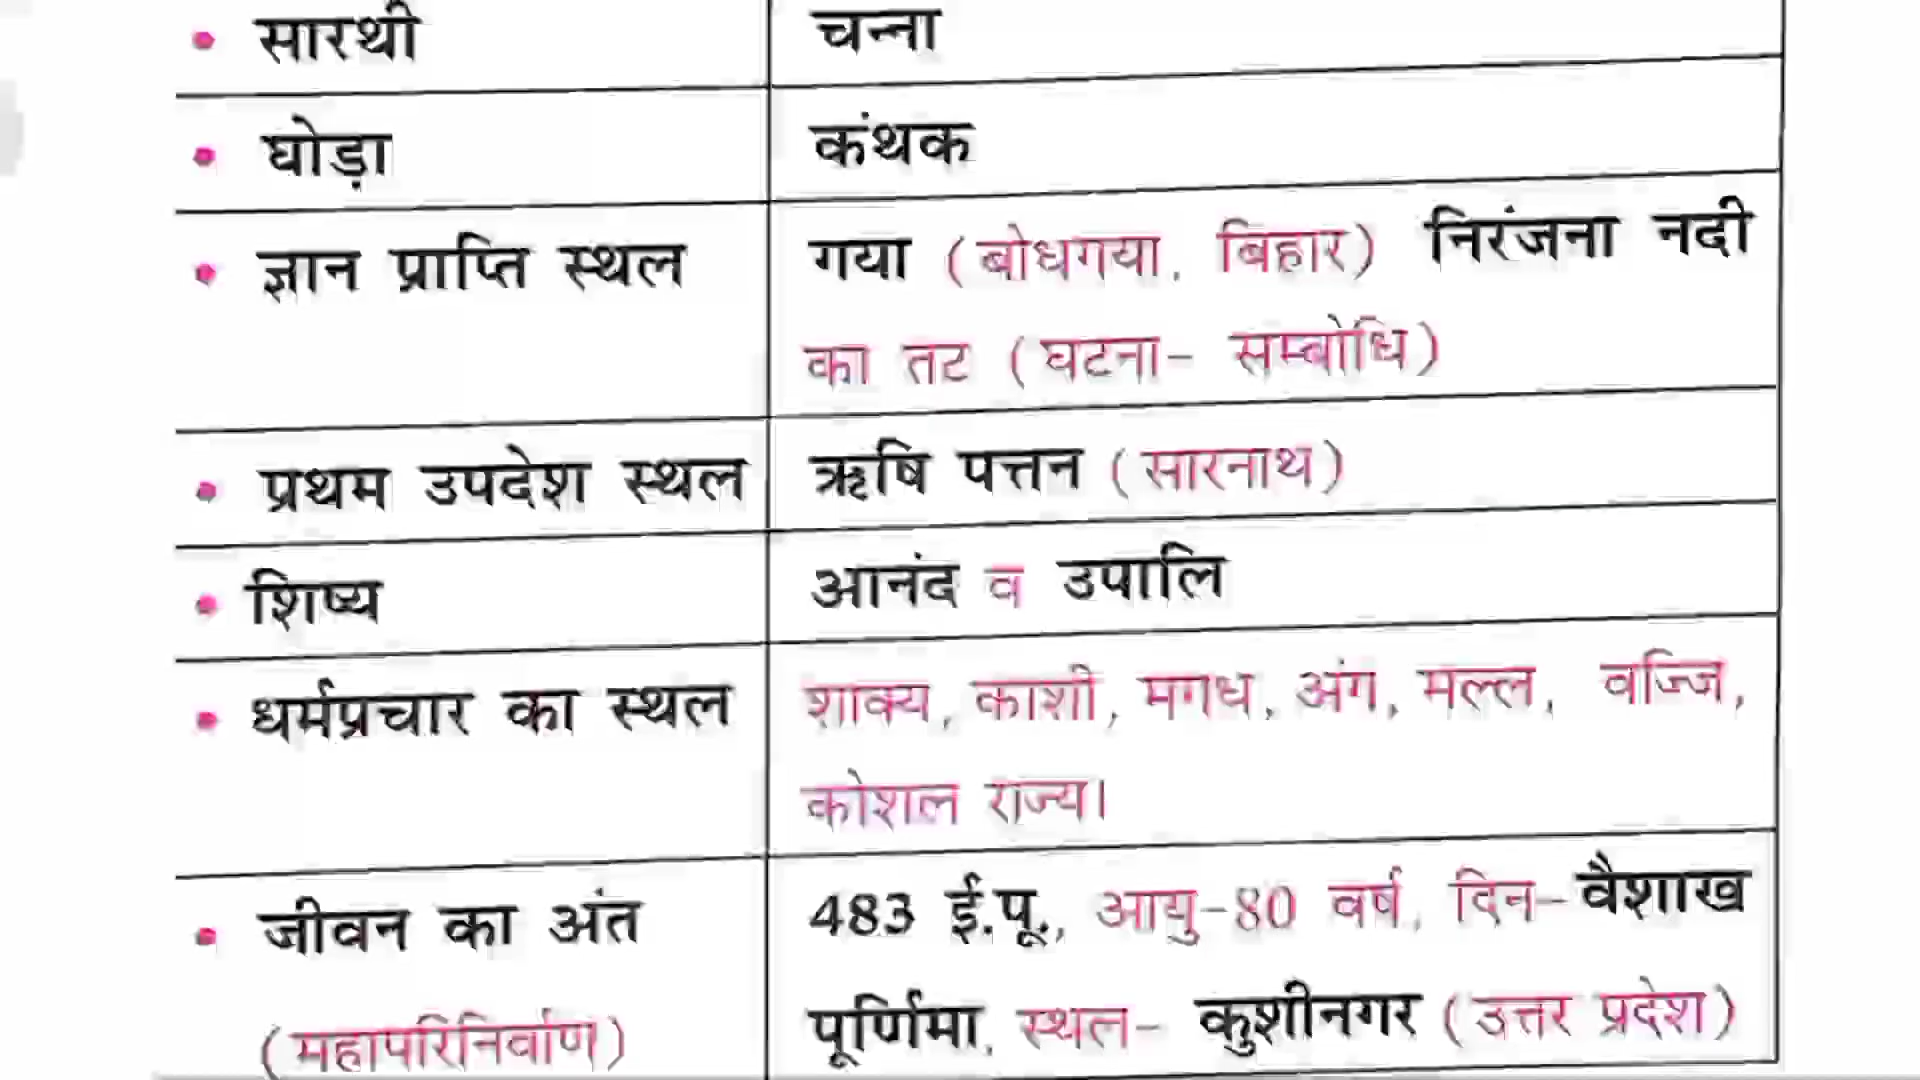 • सारथी चन्ना
• घोड़ा कंथक
• ज्ञान प्राप्ति स्थल गया (बोधगया, बिहार) निरंजना नदी
का तट (घटना- सम्बोधि)
• प्रथम उपदेश स्थल ऋषि पत्तन (सारनाथ)
• शिष्य आनंद व उपालि
• धर्मप्रचार का स्थल शाक्य, काशी, मगध, अंग, मल्ल, वज्जि,
कोशल राज्य।
• जीवन का अंत 483 ई.पू., आयु-80 वर्ष, दिन-वैशाख
(महापरिनिर्वाण) पूर्णिमा, स्थल- कुशीनगर (उत्तर प्रदेश)